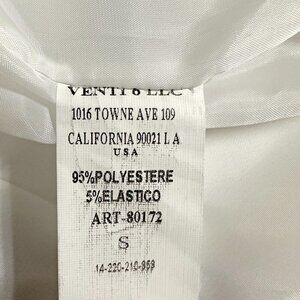 VENTI 6 LLC
1016 TOWNE AVE 109
CALIFORNIA 90021 L A
USA
95%POLYESTERE
5%ELASTICO
ART-80172
S